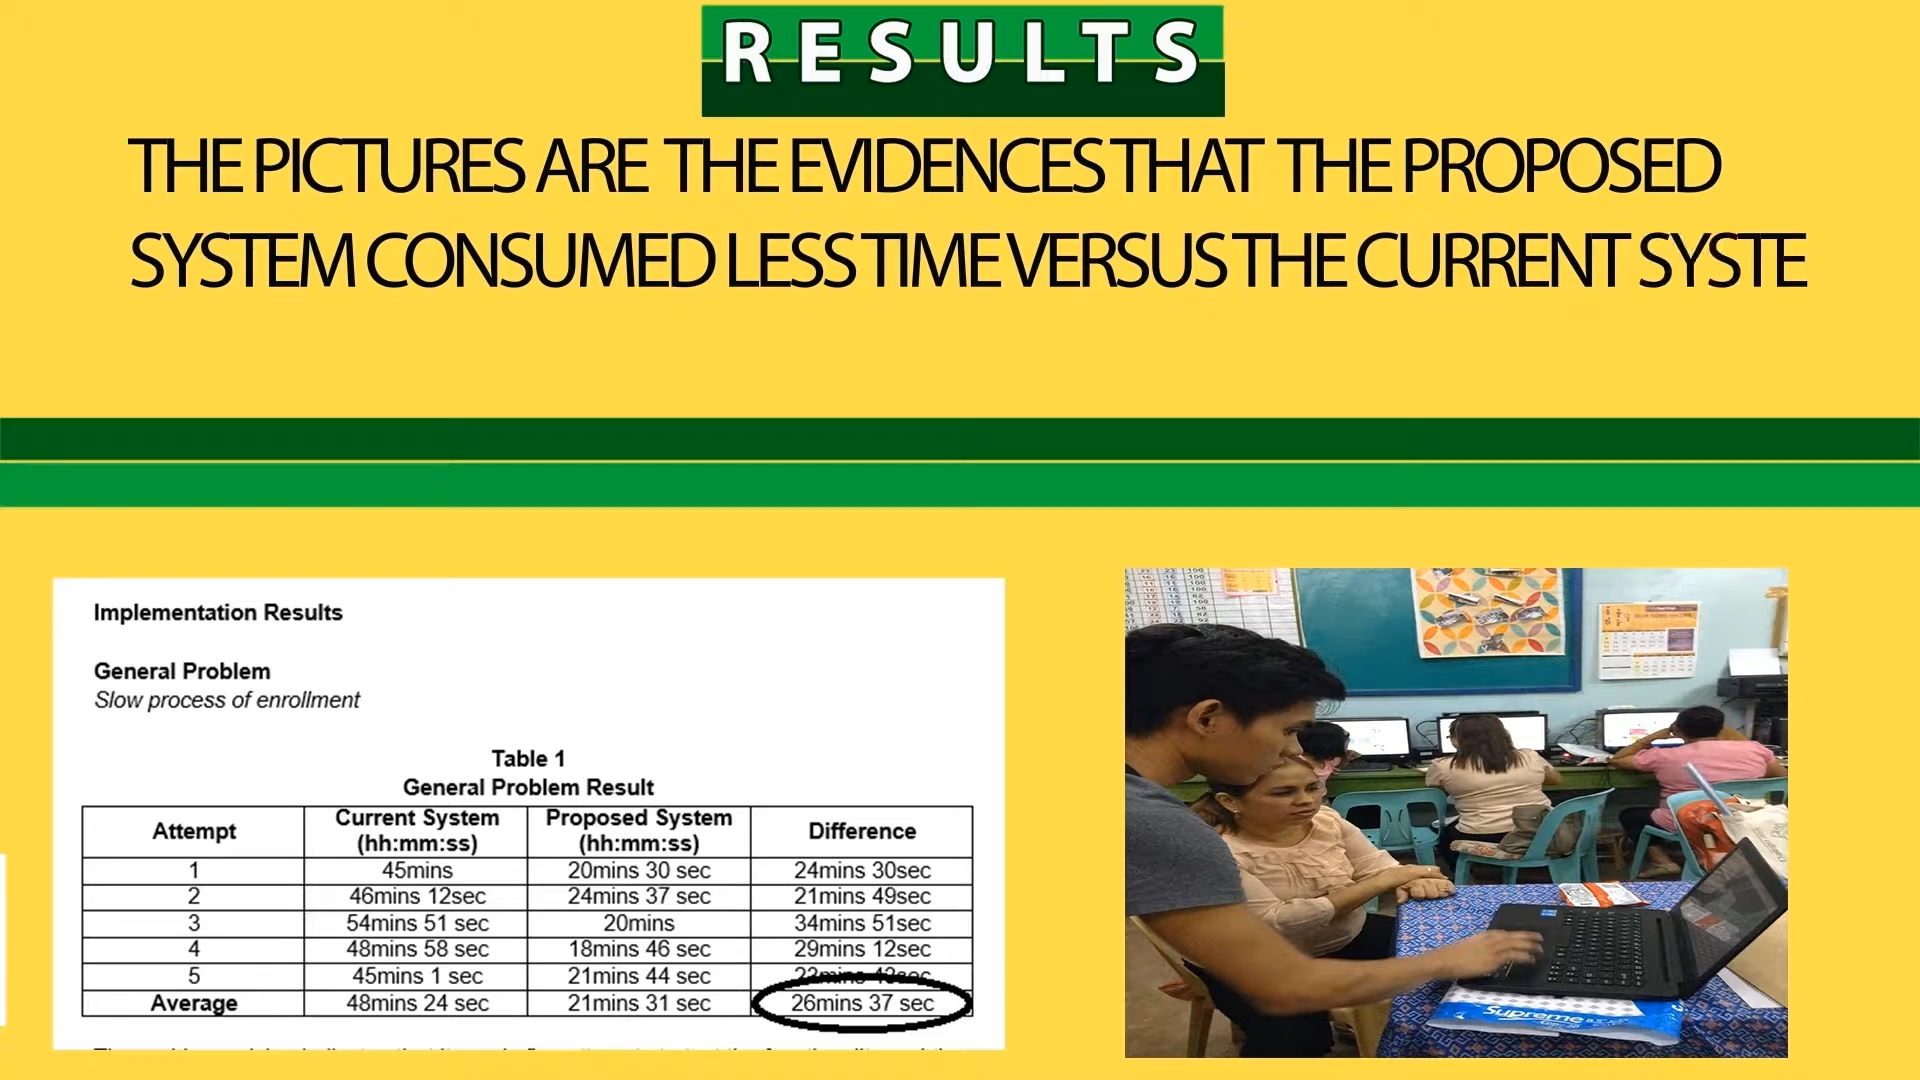 RESULTS
THE PICTURES ARE THE EVIDENCES THAT THE PROPOSED
SYSTEM CONSUMED LESS TIME VERSUS THE CURRENT SYSTE
Implementation Results
General Problem
Slow process of enrollment
Table 1
General Problem Result
Attempt Current System (hh:mm:ss) Proposed System (hh:mm:ss) Difference
1 45mins 20mins 30 sec 24mins 30sec
2 46mins 12sec 24mins 37 sec 21mins 49sec
3 54mins 51 sec 20mins 34mins 51sec
4 48mins 58 sec 18mins 46 sec 29mins 12sec
5 45mins 1 sec 21mins 44 sec
Average 48mins 24 sec 21mins 31 sec 26mins 37 sec
Supreme